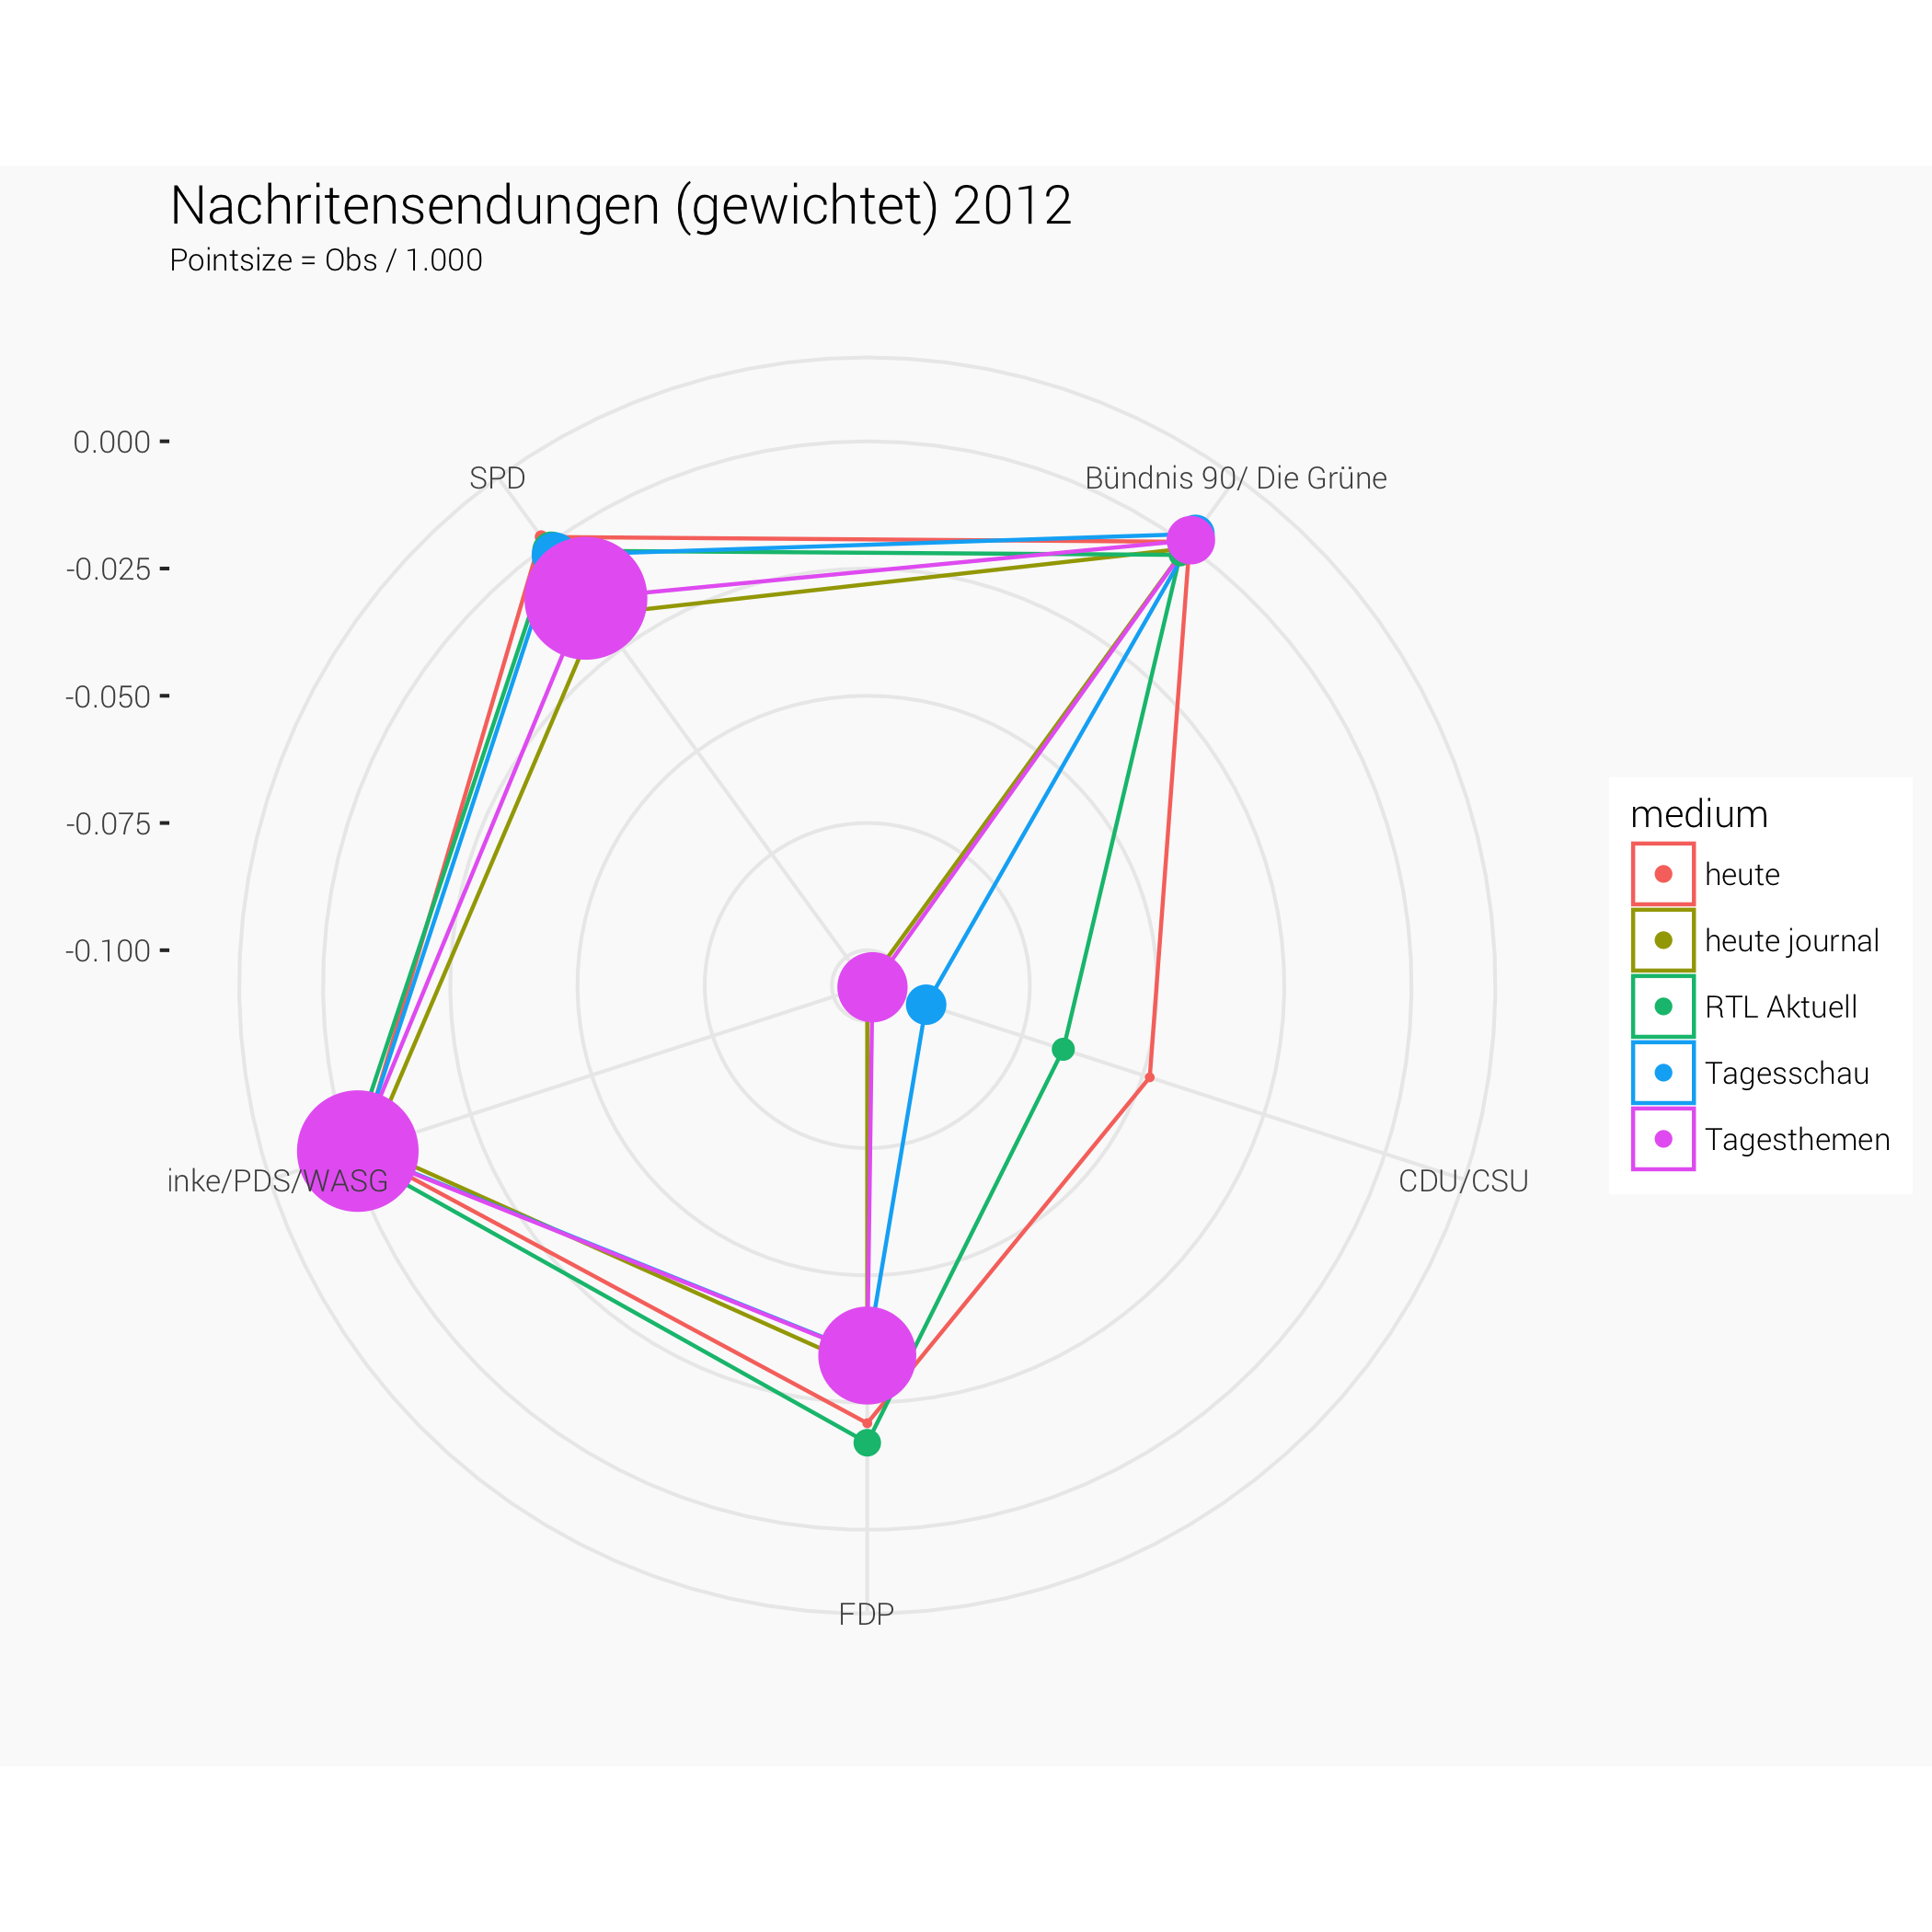 Nachritensendungen (gewichtet) 2012
Pointsize = Obs / 1.000
0.000
SPD
Bündnis 90/ Die Grüne
-0.025
-0.050
-0.075
-0.100
medium
heute
heute journal
RTL Aktuell
Tagesschau
Tagesthemen
inke/PDS/WASG
CDU/CSU
FDP